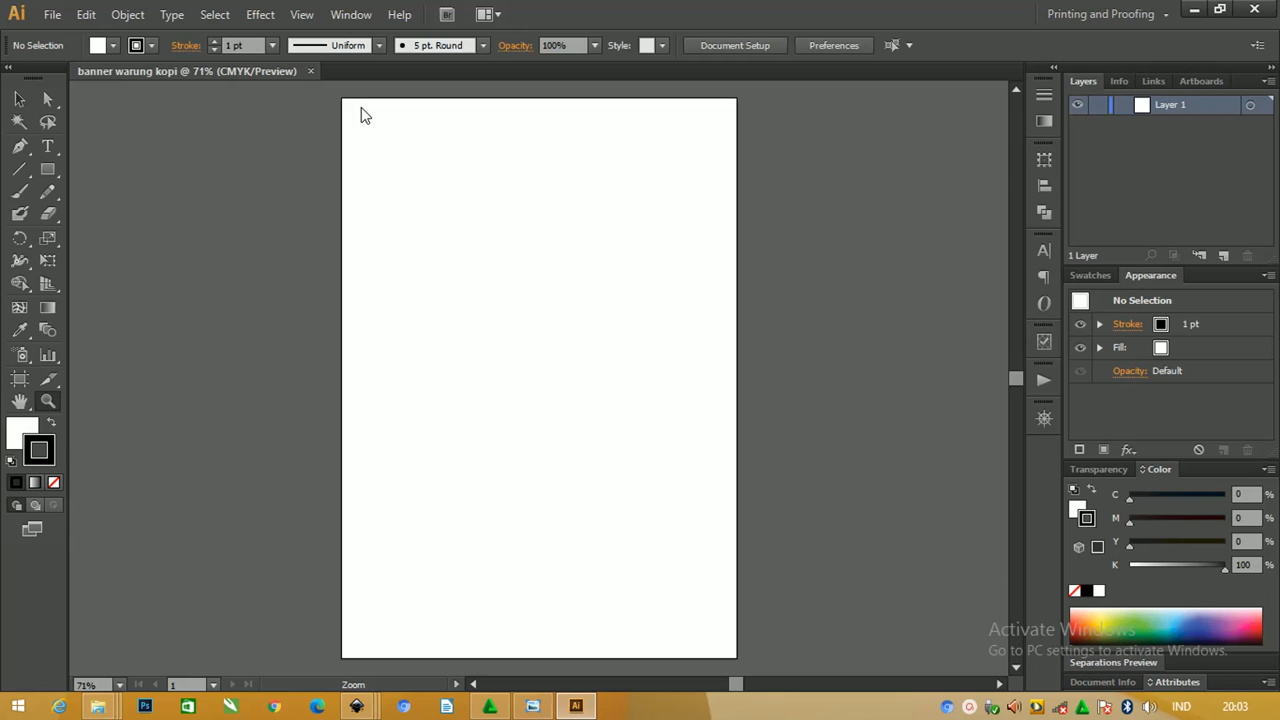 Ai File Edit Object Type Select Effect View Window Help Br Printing and Proofing
No Selection Stroke: 1 pt Uniform 5 pt. Round Opacity: 100% Style: Document Setup Preferences
banner warung kopi @ 71% (CMYK/Preview)
Layers Info Links Artboards
Layer 1
1 Layer
Swatches Appearance
No Selection
Stroke: 1 pt
Fill:
Opacity: Default
fx
Transparency Color
C 0 %
M 0 %
Y 0 %
K 100 %
Activate Windows
Go to PC settings to activate Windows.
Separations Preview
Document Info Attributes
71% 1 Zoom
Ps Ai IND 20:03